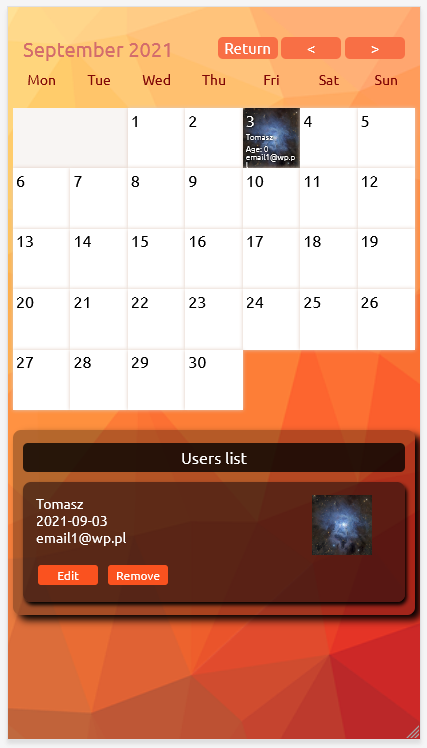 September 2021 Return < >
Mon Tue Wed Thu Fri Sat Sun
1 2 3 4 5
Tomasz
Age: 0
email1@wp.p
l
6 7 8 9 10 11 12
13 14 15 16 17 18 19
20 21 22 23 24 25 26
27 28 29 30
Users list
Tomasz
2021-09-03
email1@wp.pl
Edit Remove